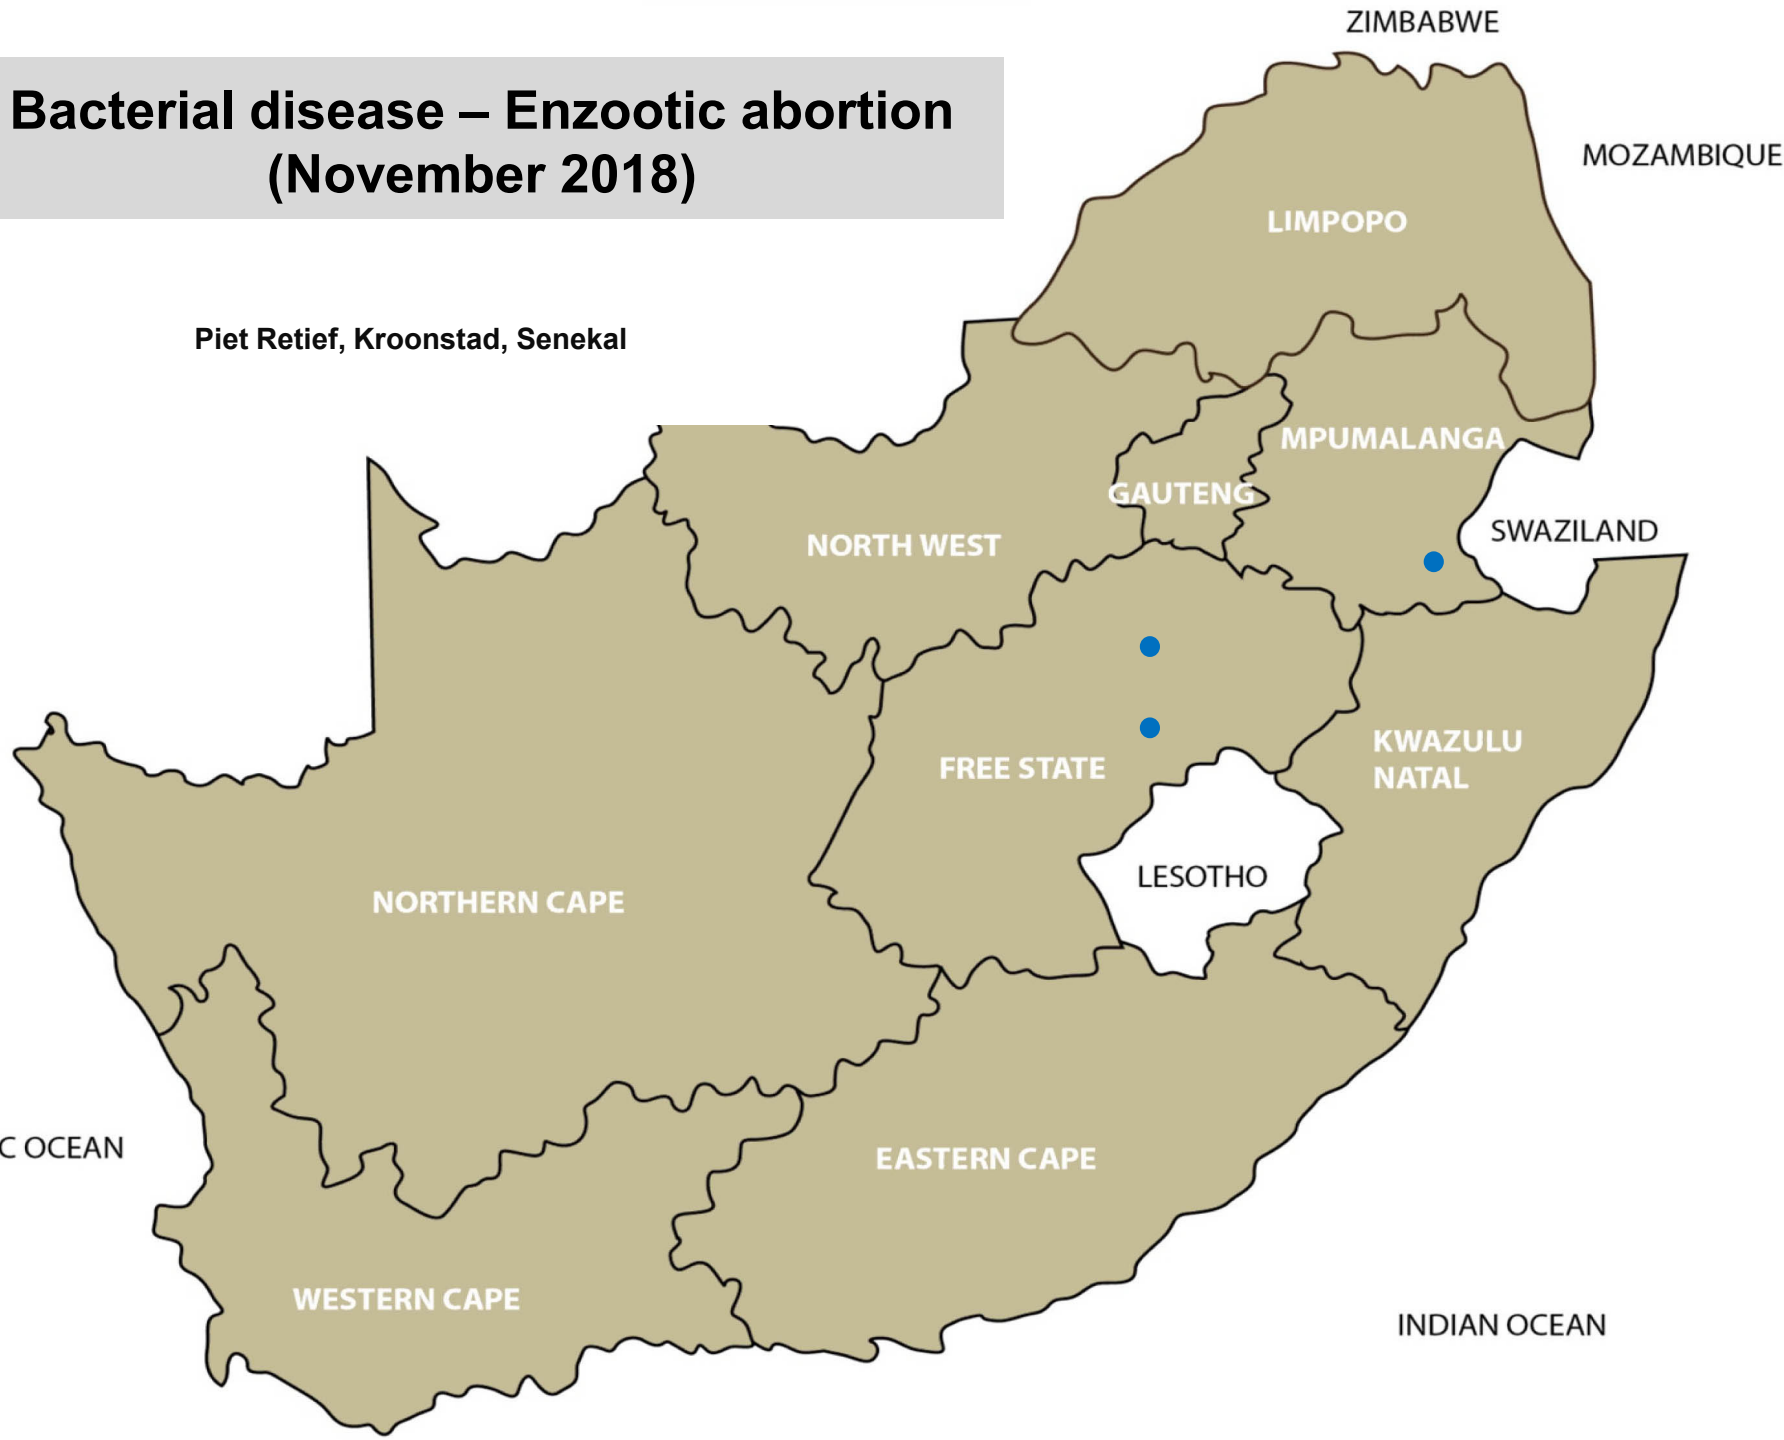 ZIMBABWE
Bacterial disease – Enzootic abortion
(November 2018)
MOZAMBIQUE
LIMPOPO
Piet Retief, Kroonstad, Senekal
MPUMALANGA
GAUTENG
NORTH WEST
SWAZILAND
KWAZULU
NATAL
FREE STATE
LESOTHO
NORTHERN CAPE
C OCEAN
EASTERN CAPE
WESTERN CAPE
INDIAN OCEAN